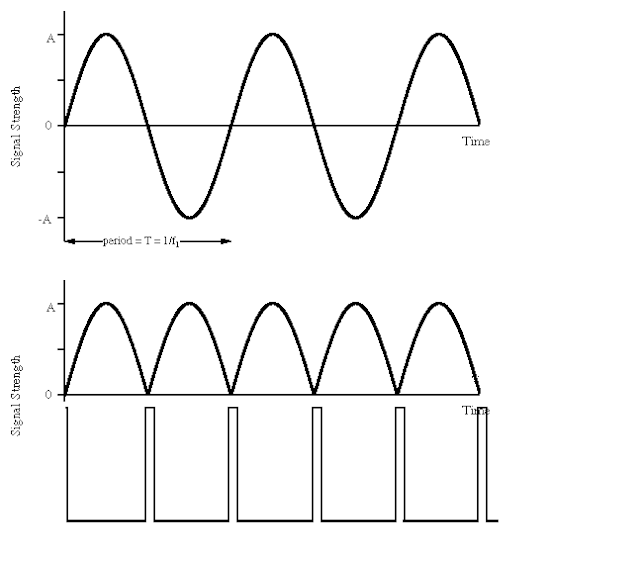 A
Signal Strength
0
Time
-A
period = T = 1/f1
A
Signal Strength
0
Time